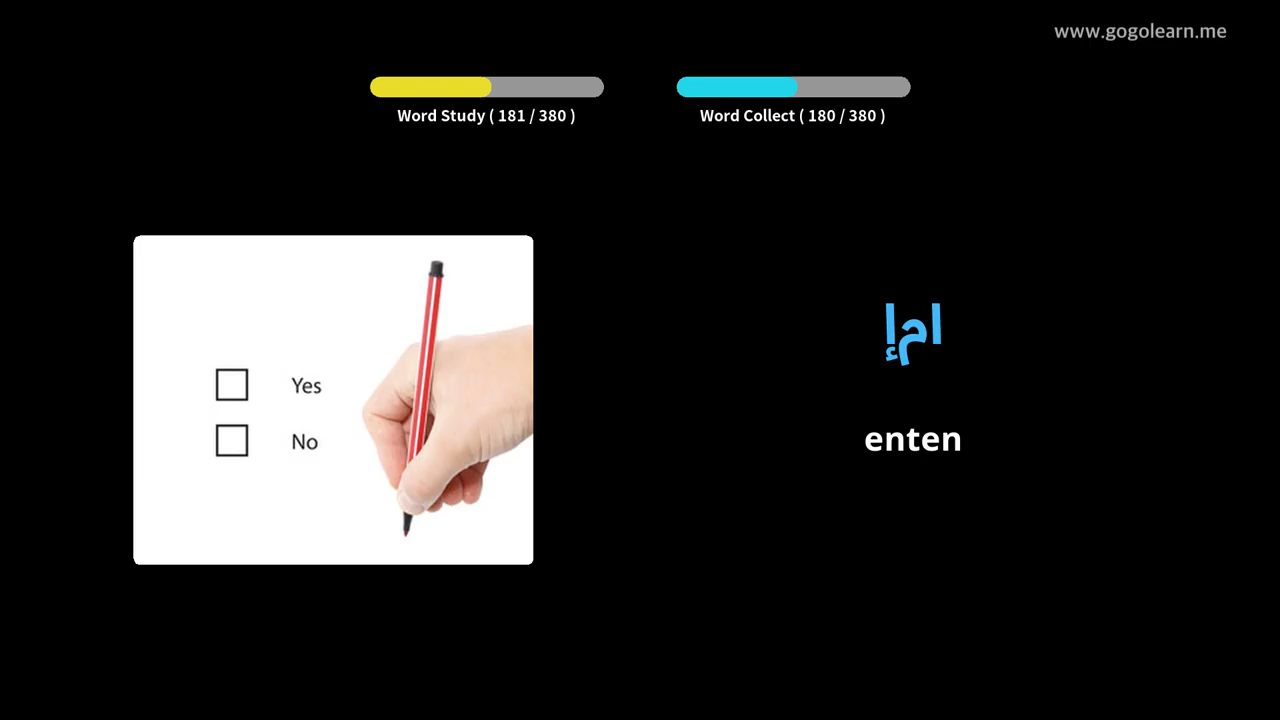 www.gogolearn.me
Word Study ( 181 / 380 )
Word Collect ( 180 / 380 )
Yes
No
إما
enten